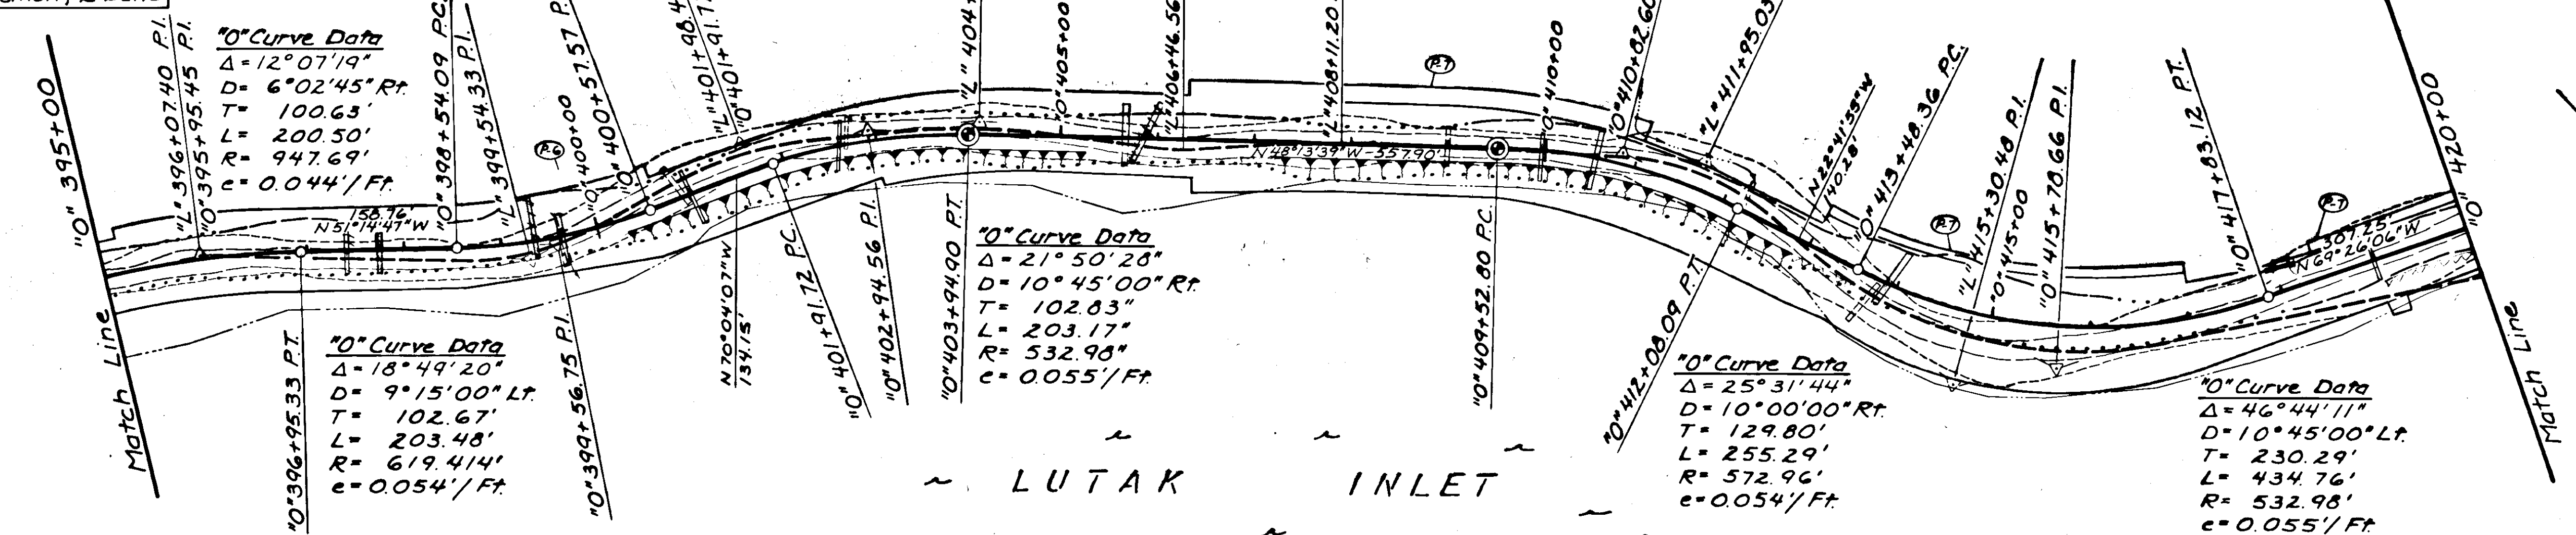 "O" 395+00
Match Line
"L" 396+07.40 P.I.
"O" 395+95.45 P.I.
"O" Curve Data
Δ = 12° 07' 19"
D= 6° 02' 45" Rt.
T= 100.63'
L= 200.50'
R= 947.69'
e= 0.044'/Ft.
158.76'
N 51° 14' 47" W
"O" 396+95.33 P.T.
"O" Curve Data
Δ = 18° 49' 20"
D= 9° 15' 00" Lt.
T= 102.67'
L= 203.48'
R= 619.414'
e= 0.054'/Ft.
"O" 398+54.09 P.C.
"L" 399+54.33 P.I.
P-6
"O" 399+56.75 P.I.
"O" 400+00
"O" 400+57.57 P.
"L" 401+98.4
"O" 401+91.7
N 70° 04' 07" W
134.15'
"O" 401+91.72 P.C.
"O" 402+94.56 P.I.
"O" 403+94.90 P.T.
"O" Curve Data
Δ = 21° 50' 28"
D= 10° 45' 00" Rt.
T= 102.83"
L= 203.17"
R= 532.98"
e= 0.055'/Ft.
"L" 404+
"O" 405+00
"L" 406+46.56
"L" 408+11.20
N 48° 13' 39" W - 557.90'
P-7
"O" 409+52.80 P.C.
"O" 410+00
"O" 410+82.60
"L" 411+95.03
"O" 412+08.09 P.T.
N 22° 41' 55" W
140.28'
"O" 413+48.36 P.C.
"O" Curve Data
Δ = 25° 31' 44"
D= 10° 00' 00" Rt.
T= 129.80'
L= 255.29'
R= 572.96'
e= 0.054'/Ft.
P-7
"L" 415+30.48 P.I.
"O" 415+00
"O" 415+78.66 P.I.
"O" 417+83.12 P.T.
P-7
307.25'
N 69° 26' 06" W
"O" Curve Data
Δ = 46° 44' 11"
D= 10° 45' 00" Lt.
T= 230.29'
L= 434.76'
R= 532.98'
e= 0.055'/Ft.
"O" 420+00
Match Line
LUTAK INLET